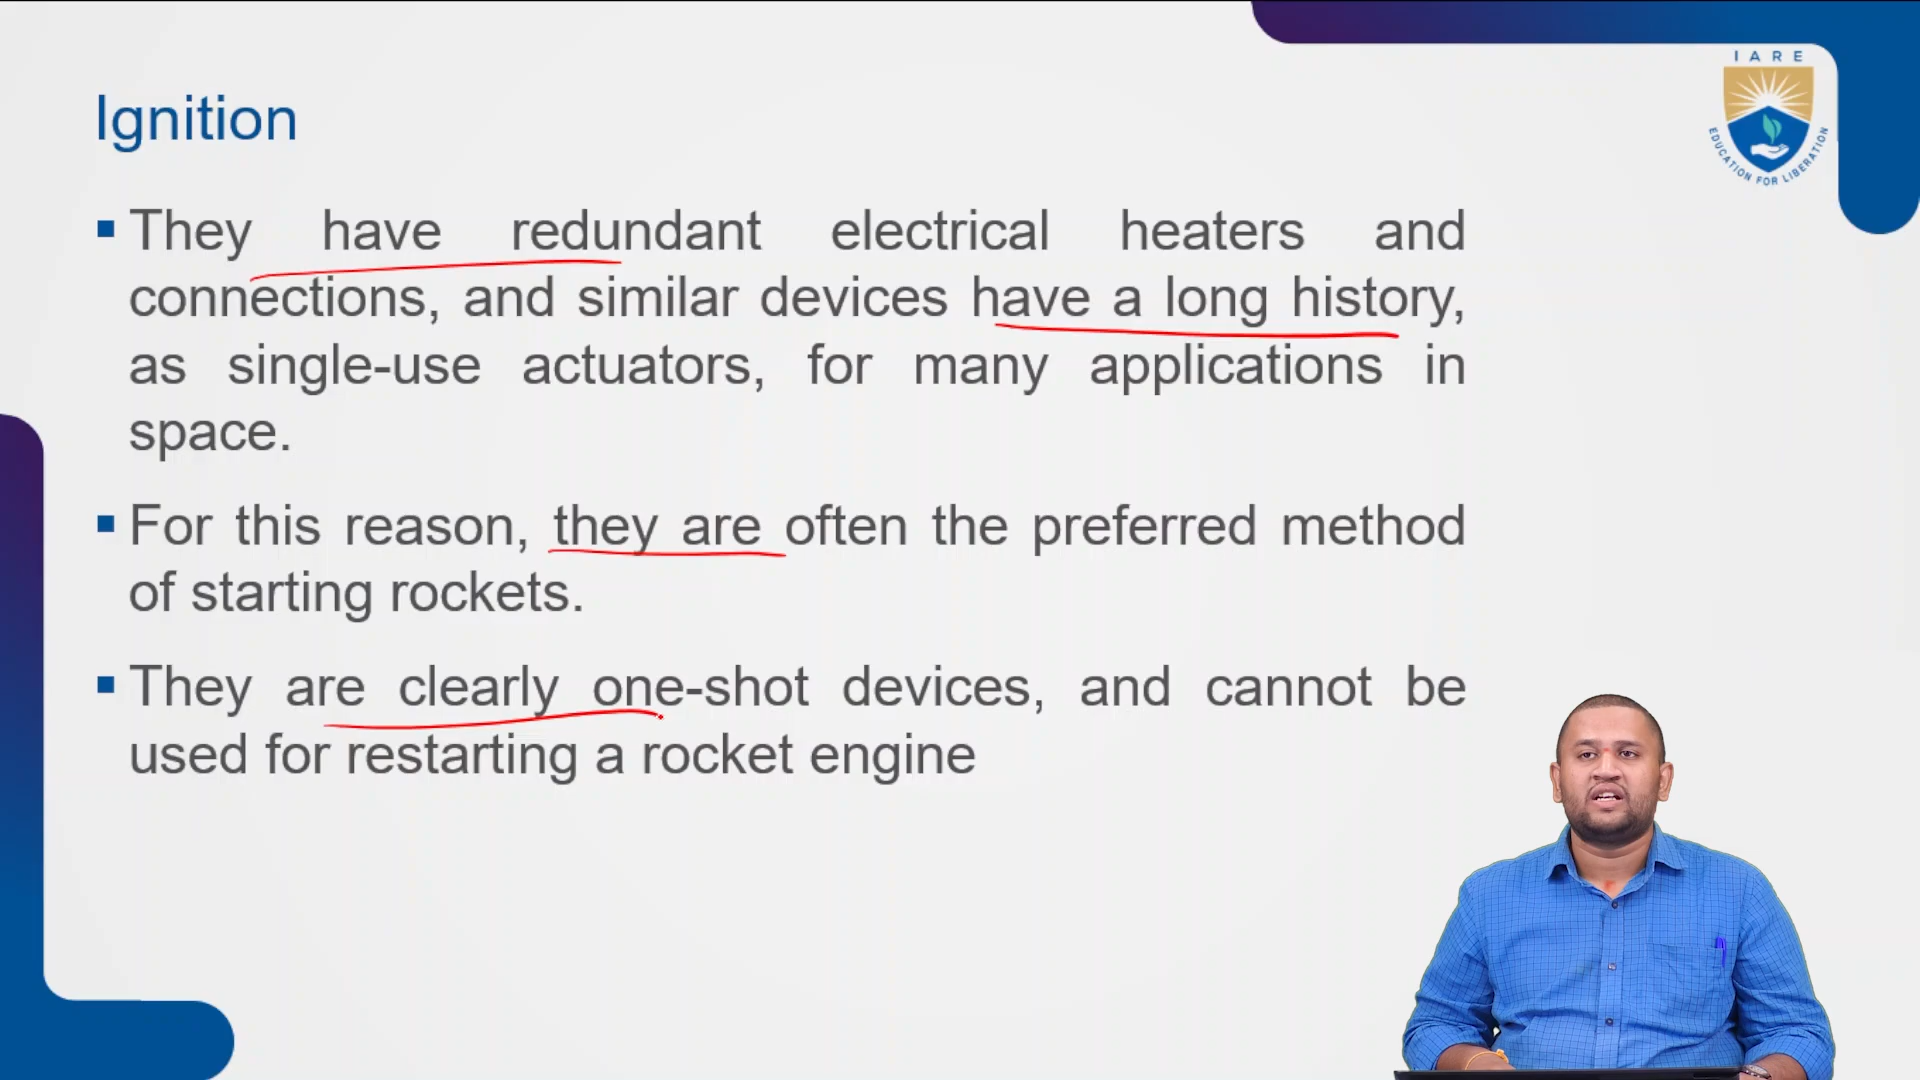 IARE
EDUCATION FOR LIBERATION
Ignition
They have redundant electrical heaters and
connections, and similar devices have a long history,
as single-use actuators, for many applications in
space.
For this reason, they are often the preferred method
of starting rockets.
They are clearly one-shot devices, and cannot be
used for restarting a rocket engine